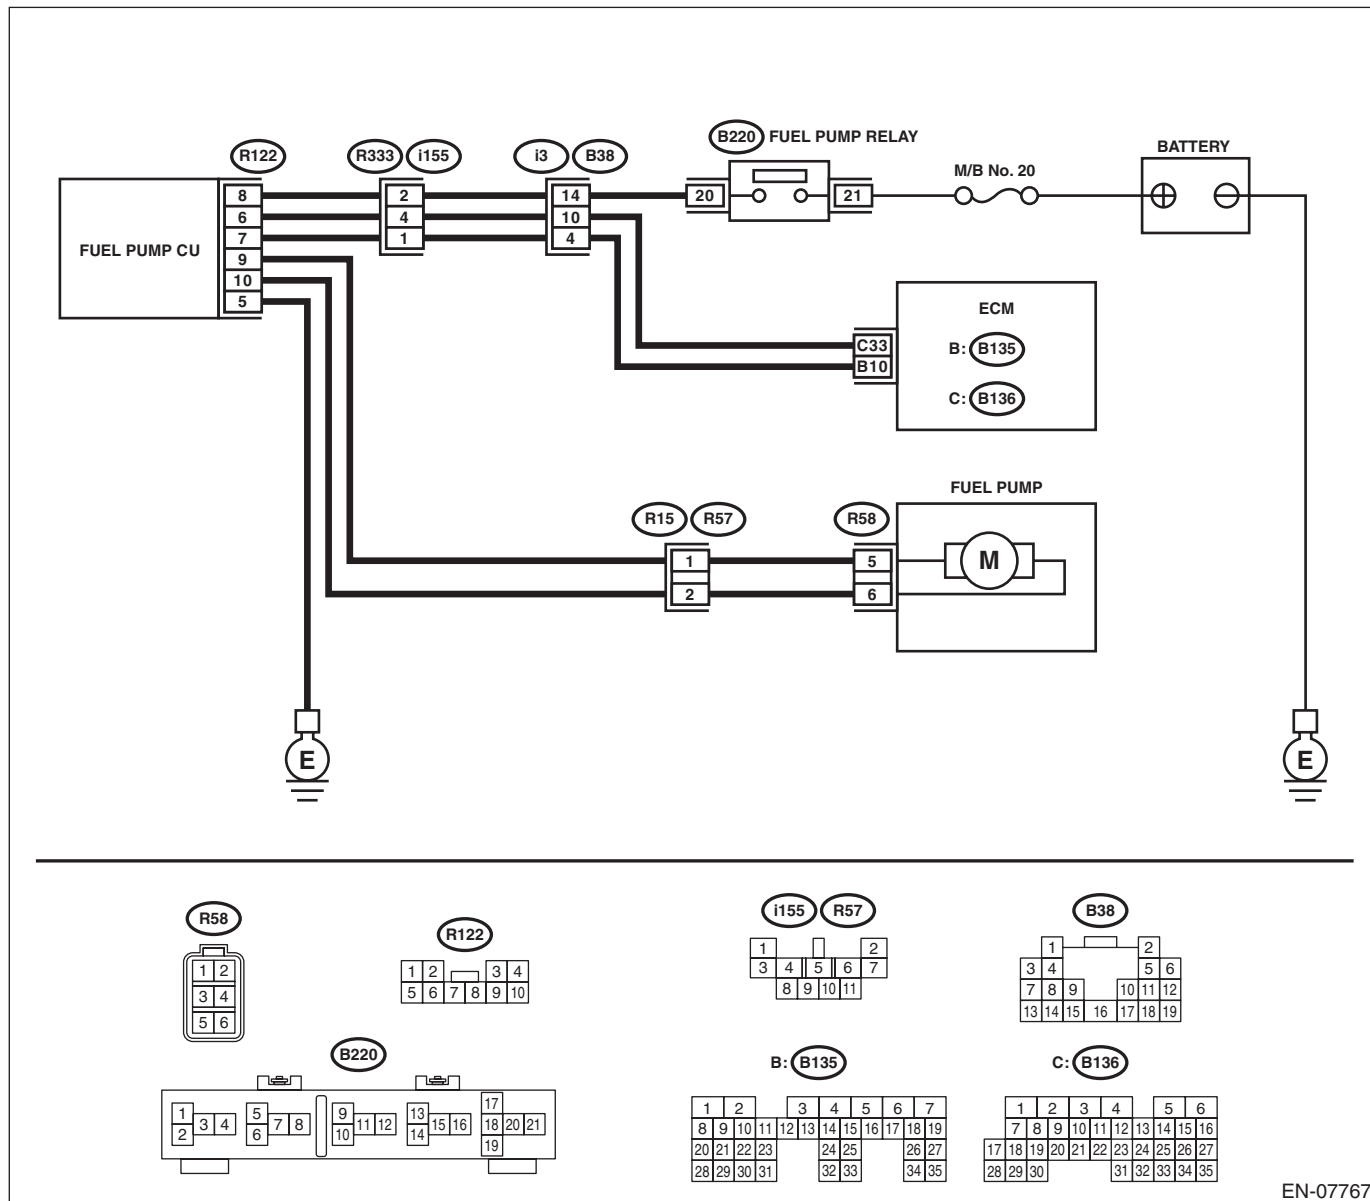 B220 FUEL PUMP RELAY
R122 R333 i155 i3 B38 M/B No. 20 BATTERY
8 2 14 20 21
6 4 10
7 1 4
FUEL PUMP CU
9
10
5
ECM
C33 B: B135
B10
C: B136
FUEL PUMP
R15 R57 R58
1 5 M
2 6
E E
R58
1 2
3 4
5 6
R122
1 2 3 4
5 6 7 8 9 10
i155 R57
1 2
3 4 5 6 7
8 9 10 11
B38
1 2
3 4 5 6
7 8 9 10 11 12
13 14 15 16 17 18 19
B220
1 5 9 13 17
3 4 7 8 11 12 15 16 18 20 21
2 6 10 14 19
B: B135
1 2 3 4 5 6 7
8 9 10 11 12 13 14 15 16 17 18 19
20 21 22 23 24 25 26 27
28 29 30 31 32 33 34 35
C: B136
1 2 3 4 5 6
7 8 9 10 11 12 13 14 15 16
17 18 19 20 21 22 23 24 25 26 27
28 29 30 31 32 33 34 35
EN-07767